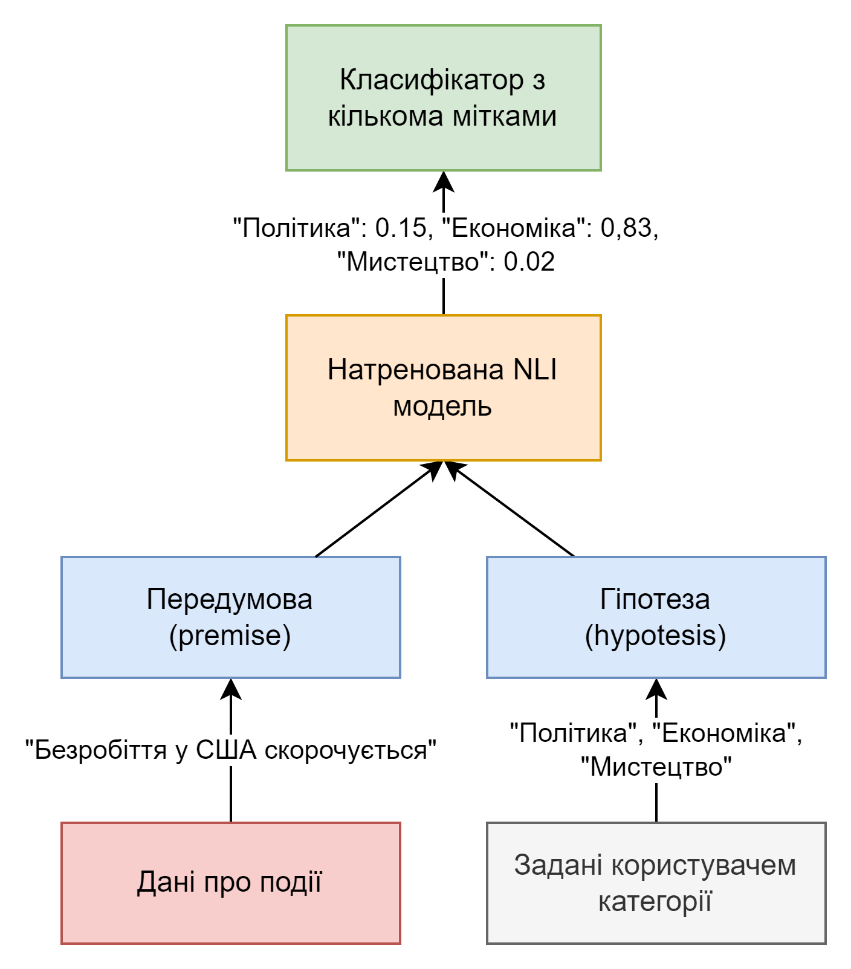 Класифікатор з
кількома мітками
"Політика": 0.15, "Економіка": 0,83,
"Мистецтво": 0.02
Натренована NLI
модель
Передумова
(premise)
Гіпотеза
(hypotesis)
"Безробіття у США скорочується"
"Політика", "Економіка",
"Мистецтво"
Дані про події
Задані користувачем
категорії